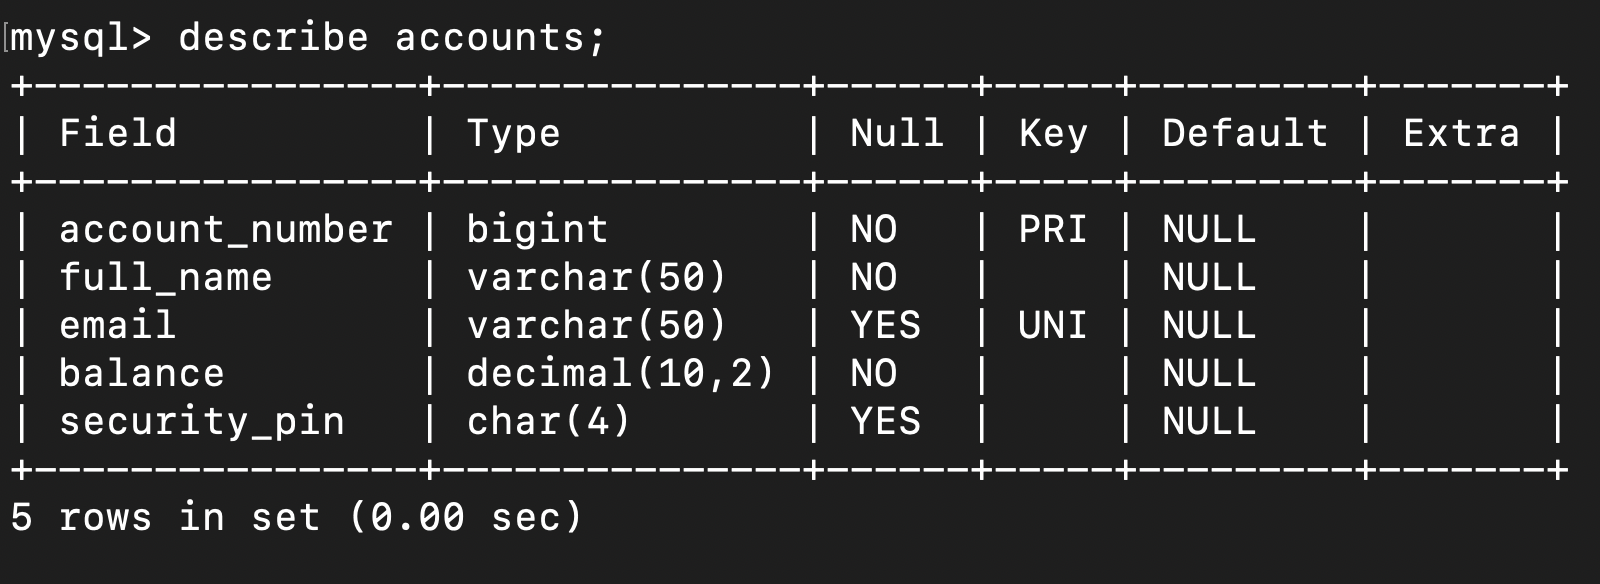 mysql> describe accounts;
+----------------+---------------+------+-----+---------+-------+
| Field          | Type          | Null | Key | Default | Extra |
+----------------+---------------+------+-----+---------+-------+
| account_number | bigint        | NO   | PRI | NULL    |       |
| full_name      | varchar(50)   | NO   |     | NULL    |       |
| email          | varchar(50)   | YES  | UNI | NULL    |       |
| balance        | decimal(10,2) | NO   |     | NULL    |       |
| security_pin   | char(4)       | YES  |     | NULL    |       |
+----------------+---------------+------+-----+---------+-------+
5 rows in set (0.00 sec)